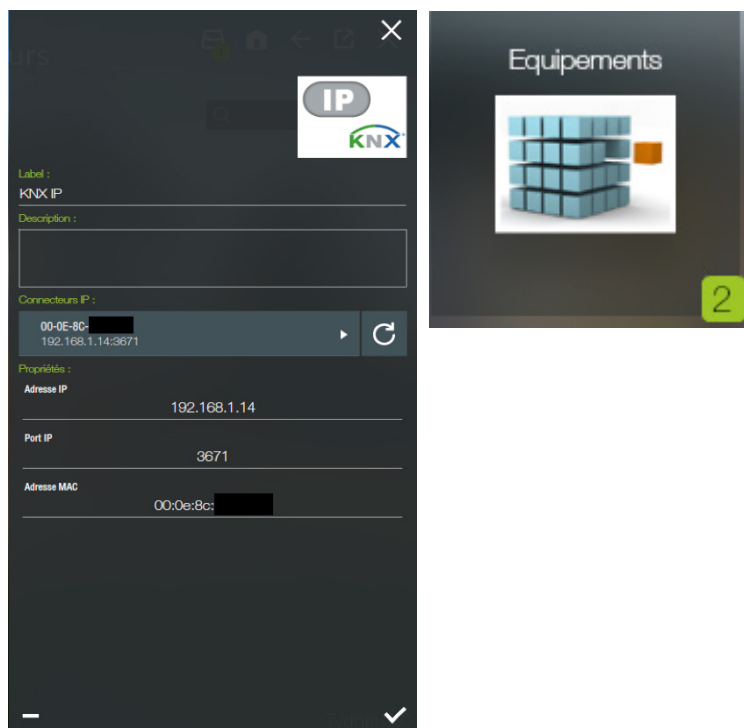 urs
IP
KNX
Label :
KNX IP
Description :
Connecteurs IP :
00-0E-8C-
192.168.1.14:3671
Propriétés :
Adresse IP
192.168.1.14
Port IP
3671
Adresse MAC
00:0e:8c:
Equipements
2